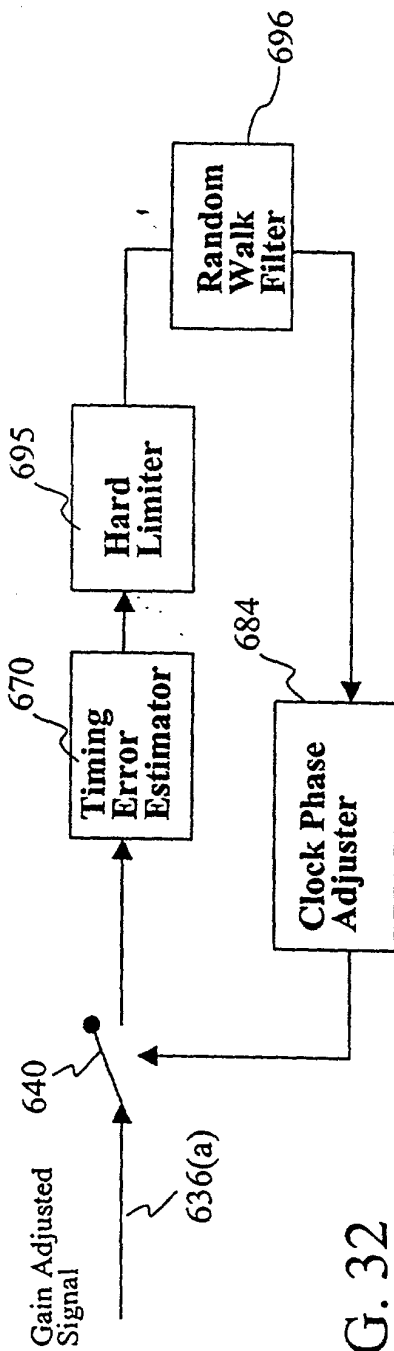 Gain Adjusted
Signal
636(a)
640
670
Timing
Error
Estimator
695
Hard
Limiter
696
Random
Walk
Filter
684
Clock Phase
Adjuster
G. 32